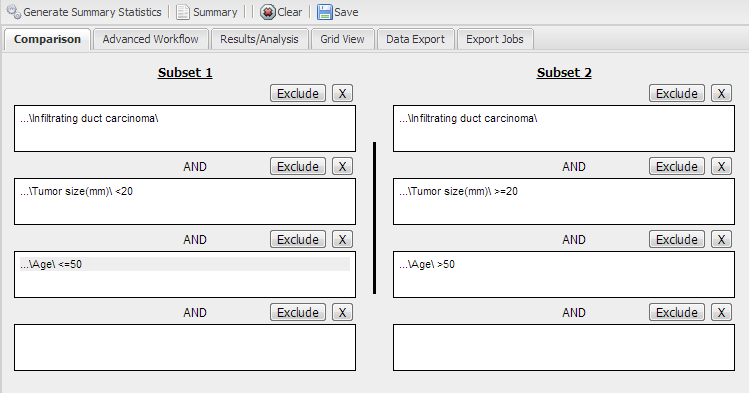 Generate Summary Statistics Summary Clear Save
Comparison Advanced Workflow Results/Analysis Grid View Data Export Export Jobs
Subset 1 Subset 2
Exclude X Exclude X
...\Infiltrating duct carcinoma\ ...\Infiltrating duct carcinoma\
AND Exclude X AND Exclude X
...\Tumor size(mm)\ <20 ...\Tumor size(mm)\ >=20
AND Exclude X AND Exclude X
...\Age\ <=50 ...\Age\ >50
AND Exclude X AND Exclude X